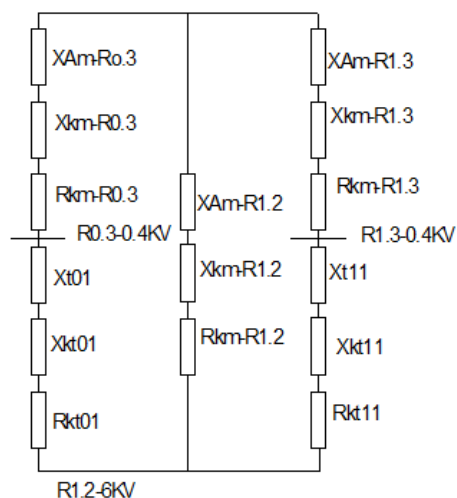 XAm-Ro.3
Xkm-R0.3
Rkm-R0.3
R0.3-0.4KV
Xt01
Xkt01
Rkt01
XAm-R1.2
Xkm-R1.2
Rkm-R1.2
XAm-R1.3
Xkm-R1.3
Rkm-R1.3
R1.3-0.4KV
Xt11
Xkt11
Rkt11
R1.2-6KV